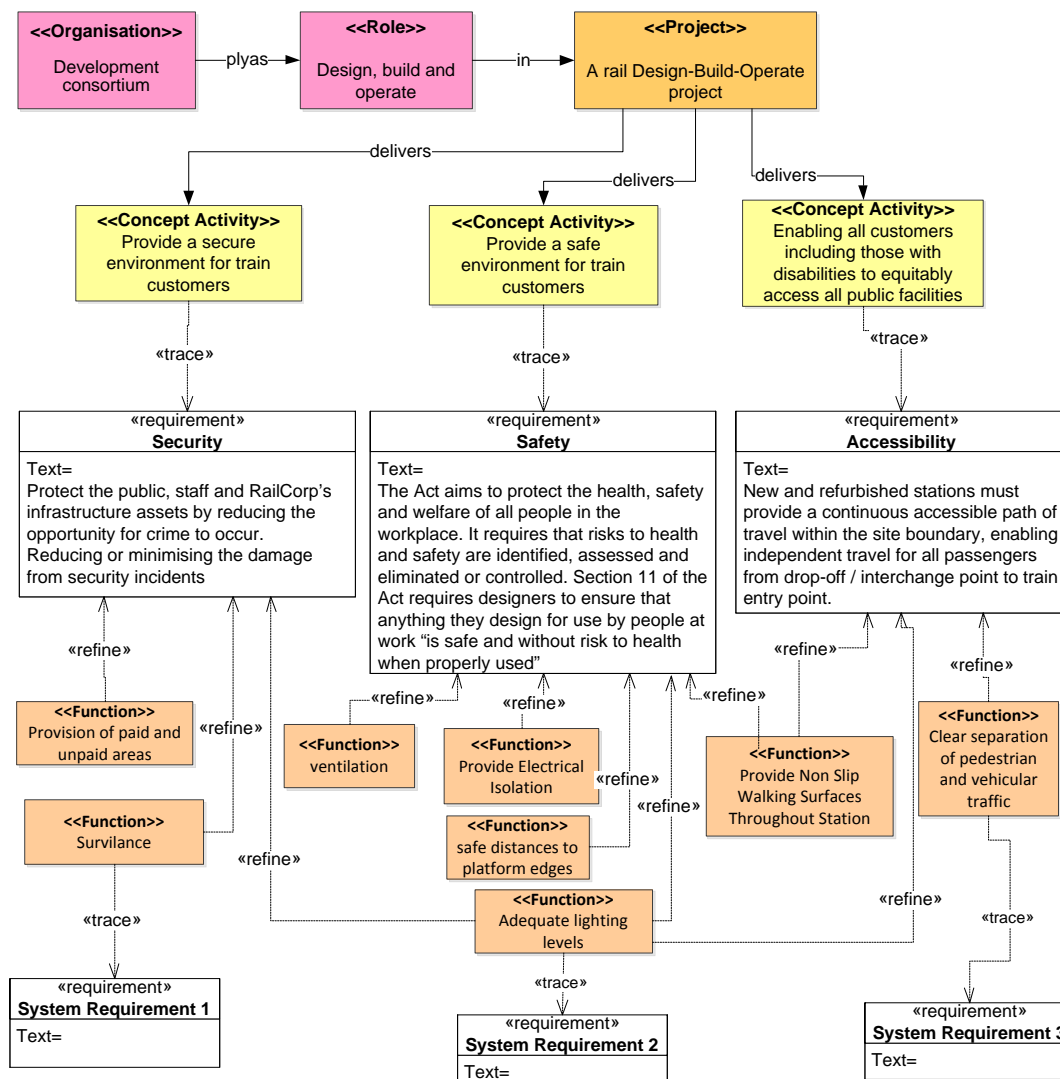 <<Organisation>>
Development
consortium
plyas
<<Role>>
Design, build and
operate
in
<<Project>>
A rail Design-Build-Operate
project
delivers
delivers
delivers
<<Concept Activity>>
Provide a secure
environment for train
customers
<<Concept Activity>>
Provide a safe
environment for train
customers
<<Concept Activity>>
Enabling all customers
including those with
disabilities to equitably
access all public facilities
«trace»
«trace»
«trace»
«requirement»
Security
Text=
Protect the public, staff and RailCorp's
infrastructure assets by reducing the
opportunity for crime to occur.
Reducing or minimising the damage
from security incidents
«requirement»
Safety
Text=
The Act aims to protect the health, safety
and welfare of all people in the
workplace. It requires that risks to health
and safety are identified, assessed and
eliminated or controlled. Section 11 of the
Act requires designers to ensure that
anything they design for use by people at
work “is safe and without risk to health
when properly used”
«requirement»
Accessibility
Text=
New and refurbished stations must
provide a continuous accessible path of
travel within the site boundary, enabling
independent travel for all passengers
from drop-off / interchange point to train
entry point.
«refine»
«refine»
«refine»
«refine»
«refine»
«refine»
«refine»
«refine»
«refine»
«refine»
«refine»
<<Function>>
Provision of paid and
unpaid areas
<<Function>>
ventilation
<<Function>>
Provide Electrical
Isolation
<<Function>>
Provide Non Slip
Walking Surfaces
Throughout Station
<<Function>>
Clear separation
of pedestrian
and vehicular
traffic
<<Function>>
Survilance
<<Function>>
safe distances to
platform edges
<<Function>>
Adequate lighting
levels
«trace»
«trace»
«trace»
«requirement»
System Requirement 1
Text=
«requirement»
System Requirement 2
Text=
«requirement»
System Requirement 3
Text=